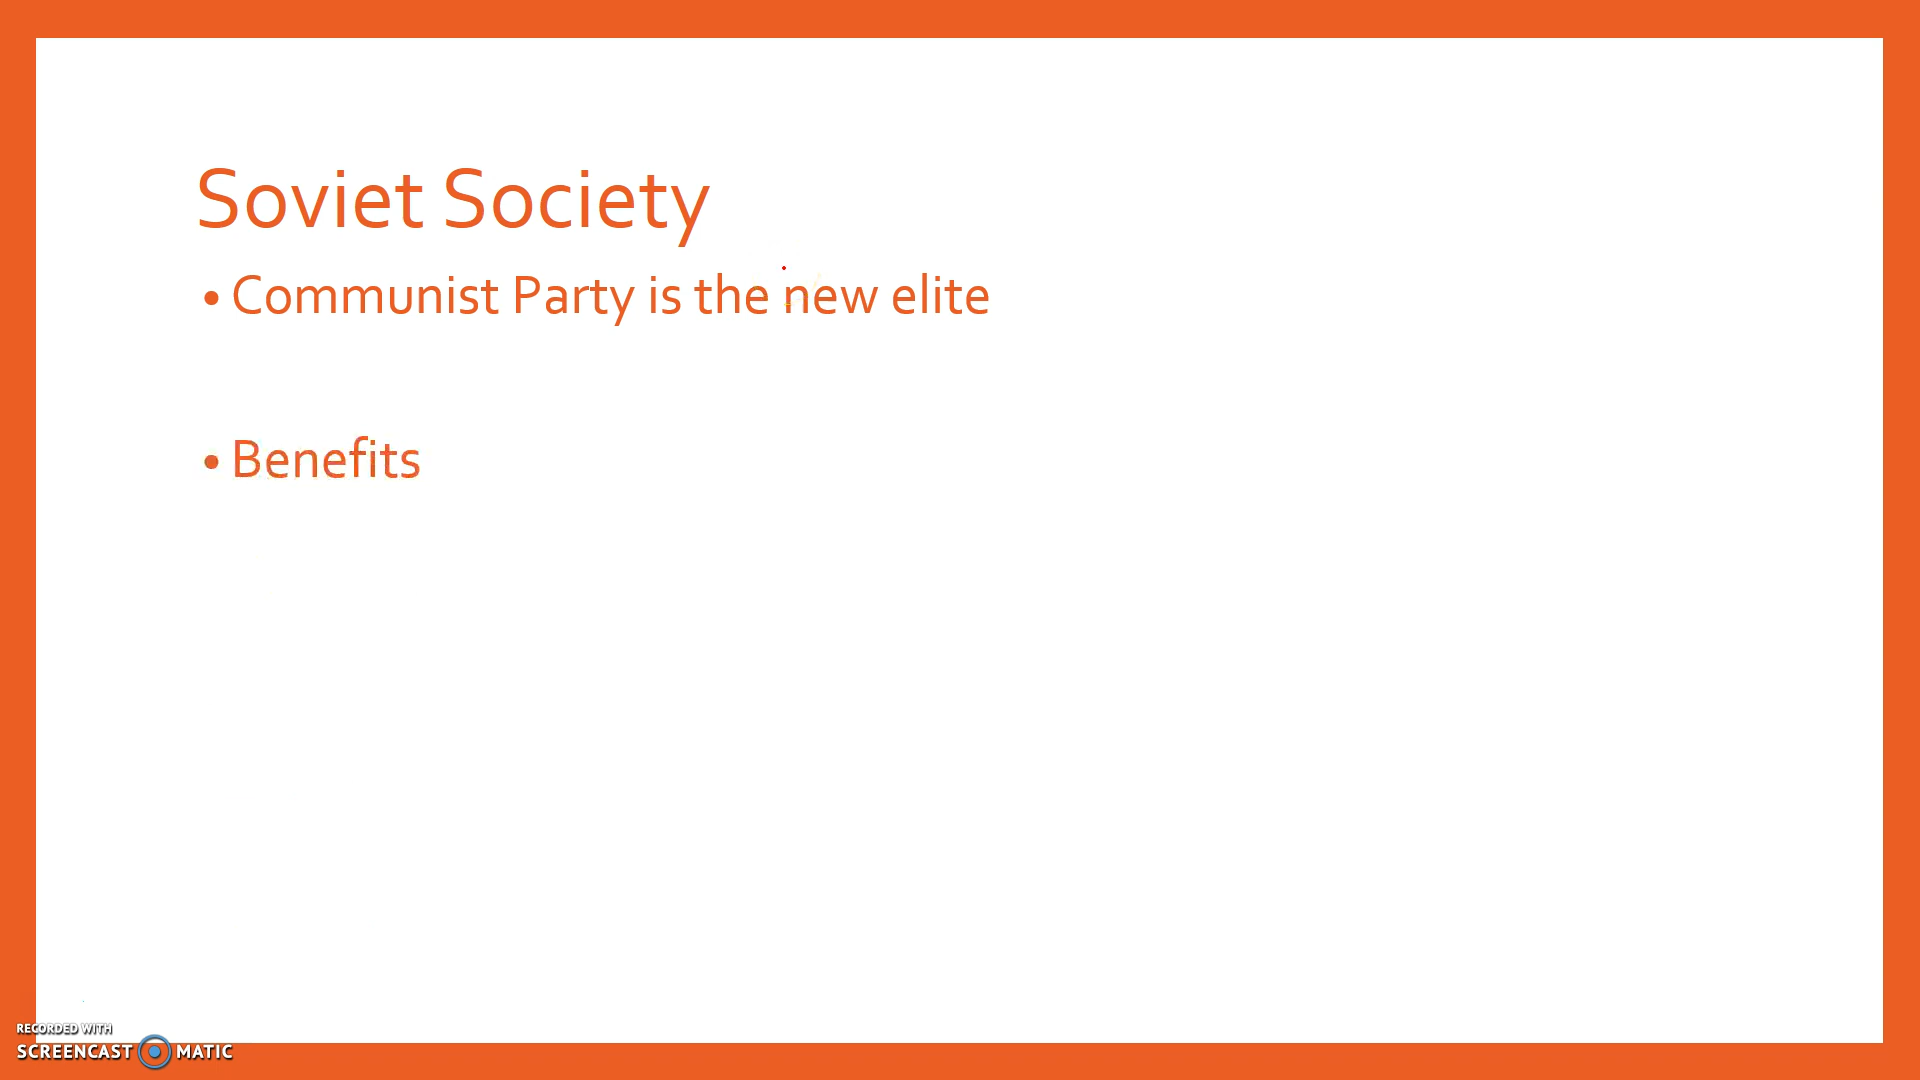 Soviet Society
• Communist Party is the new elite
• Benefits
RECORDED WITH
SCREENCAST MATIC